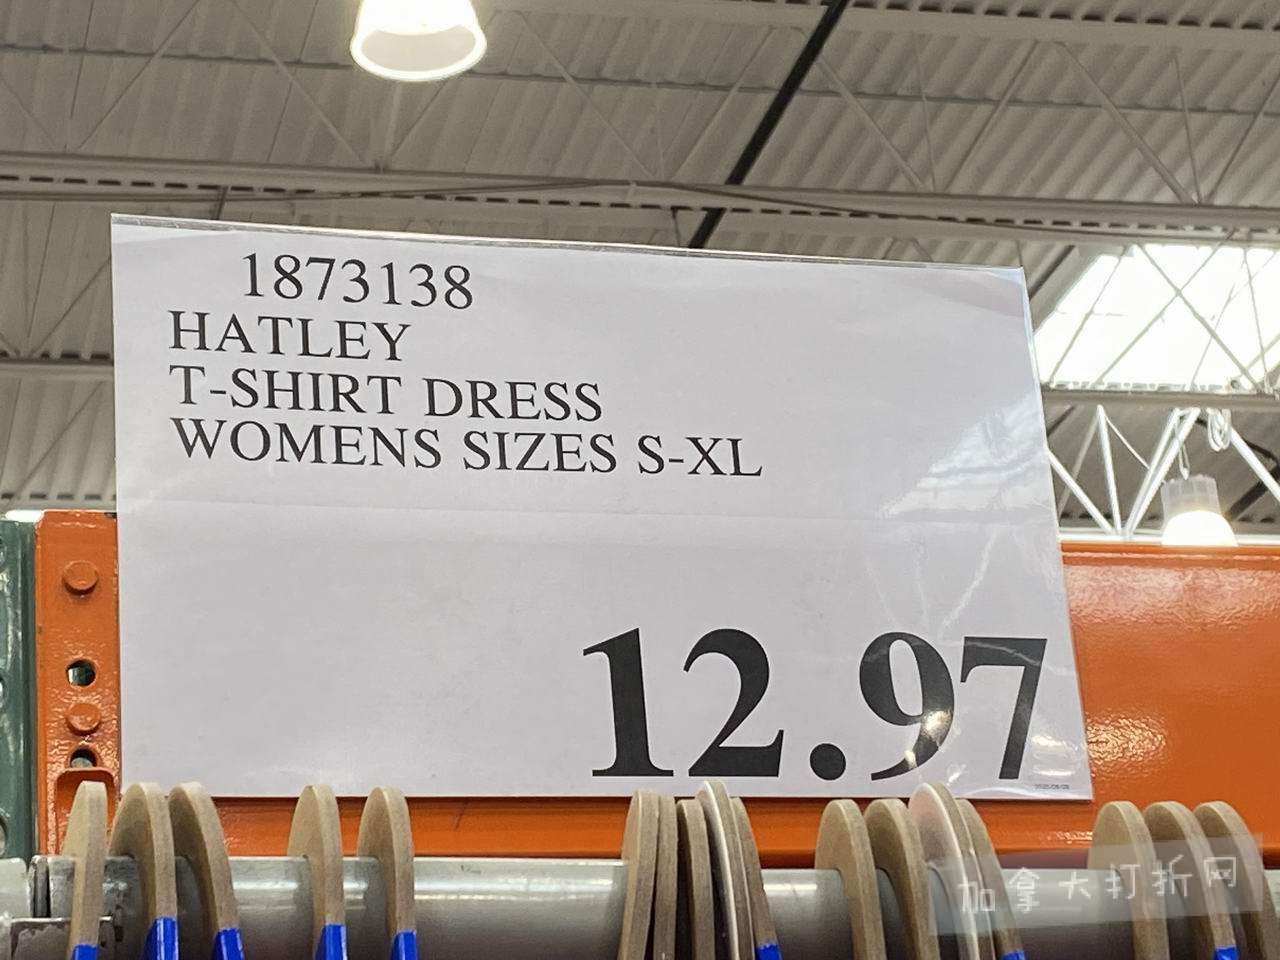 1873138
HATLEY
T-SHIRT DRESS
WOMENS SIZES S-XL
12.97
加拿大打折网